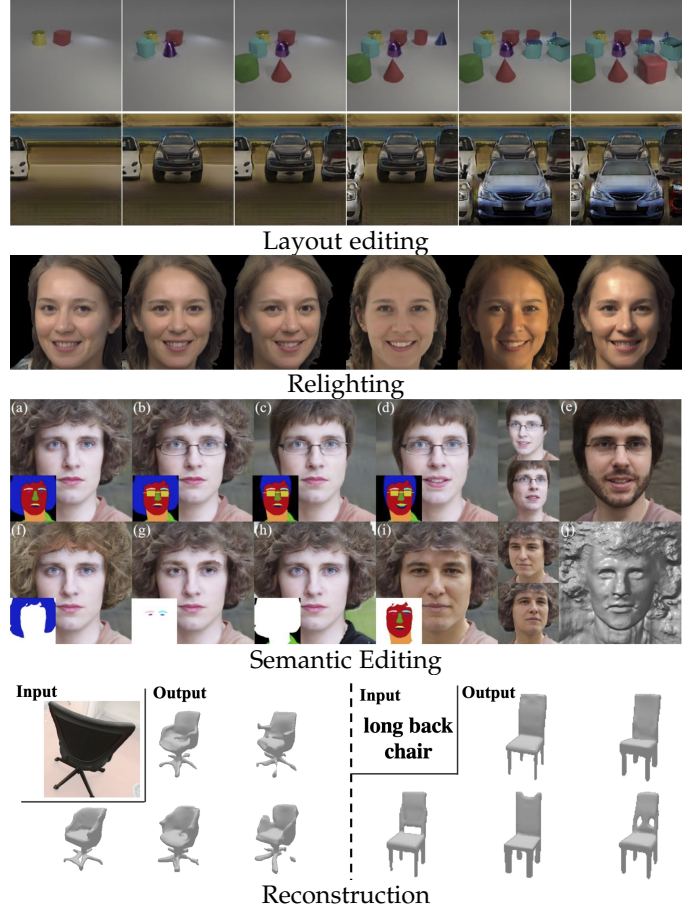 Layout editing
Relighting
(a) (b) (c) (d) (e)
(f) (g) (h) (i) (j)
Semantic Editing
Input Output Input Output
long back
chair
Reconstruction